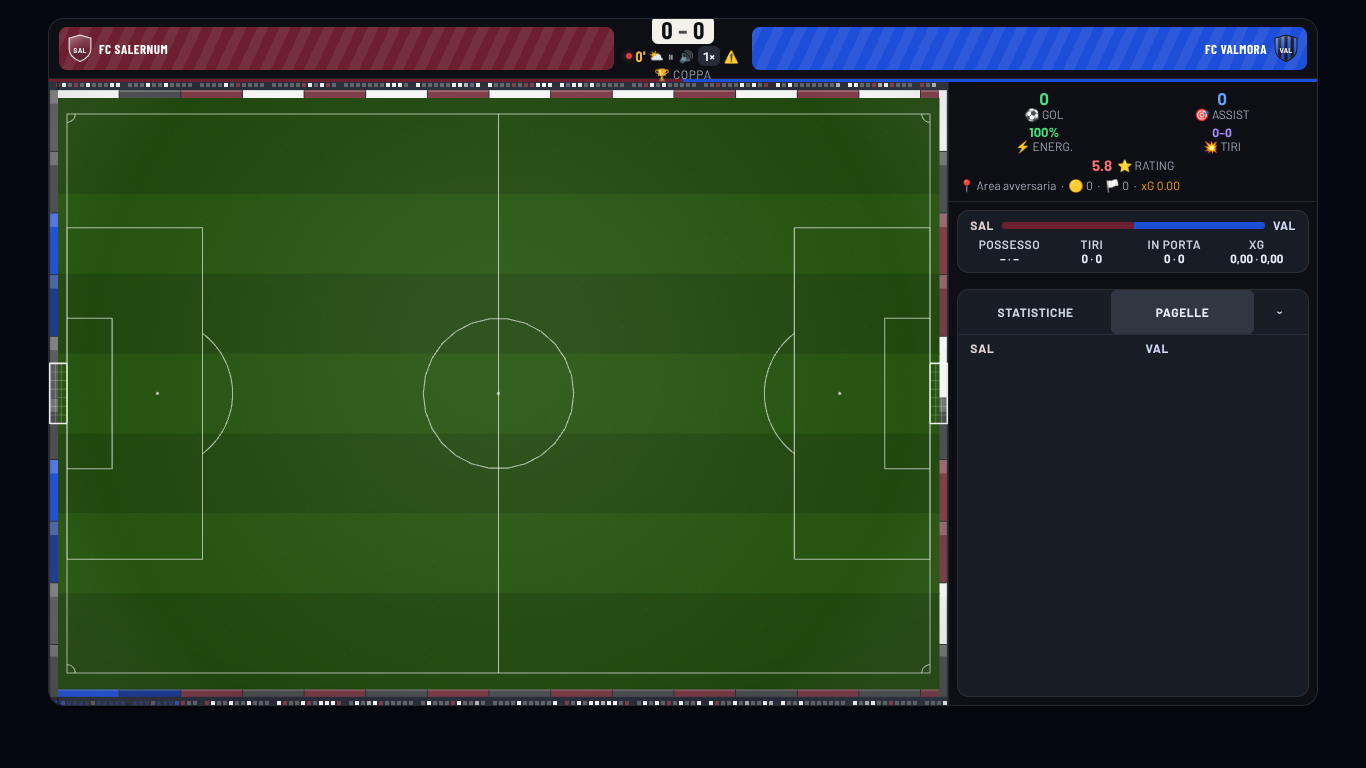 SAL FC SALERNUM
0 - 0
0' 1×
COPPA
FC VALMORA VAL
0 0
GOL ASSIST
100% 0-0
ENERG. TIRI
5.8 RATING
Area avversaria · 0 · 0 · xG 0.00
SAL VAL
POSSESSO TIRI IN PORTA XG
– · – 0 · 0 0 · 0 0,00 · 0,00
STATISTICHE PAGELLE
SAL VAL